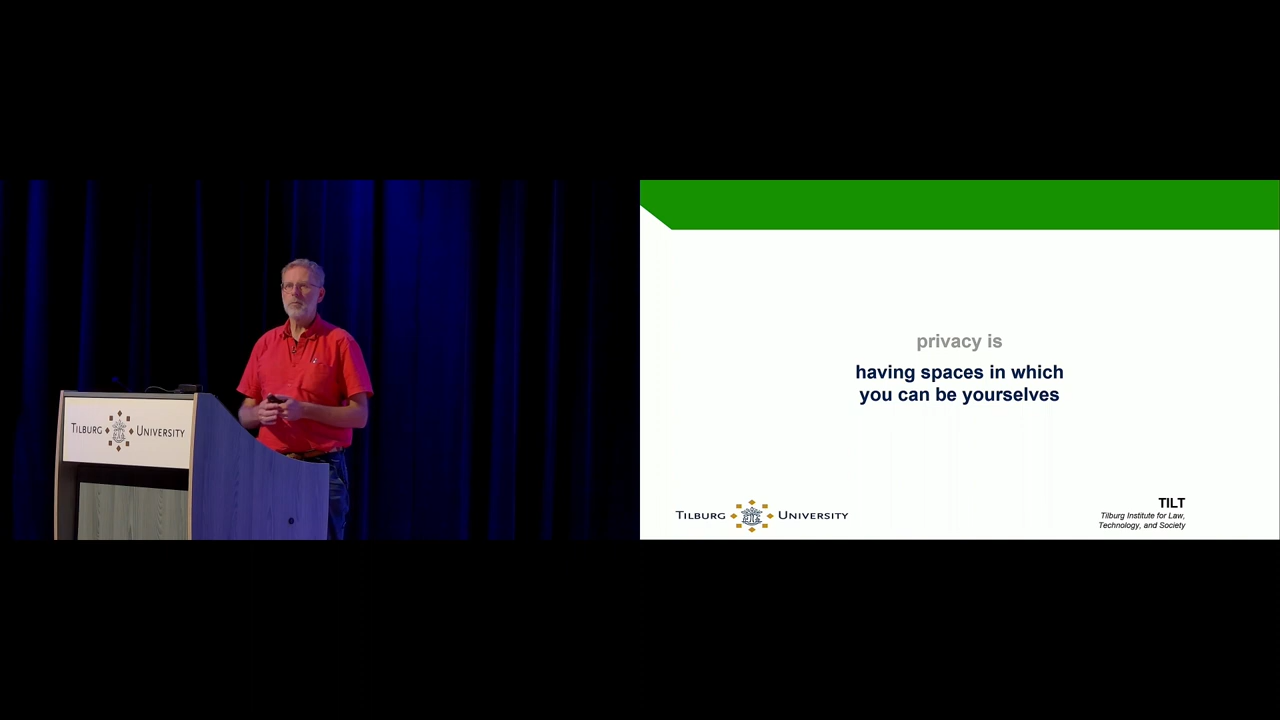 TILBURG UNIVERSITY
privacy is
having spaces in which
you can be yourselves
TILBURG UNIVERSITY
TILT
Tilburg Institute for Law,
Technology, and Society